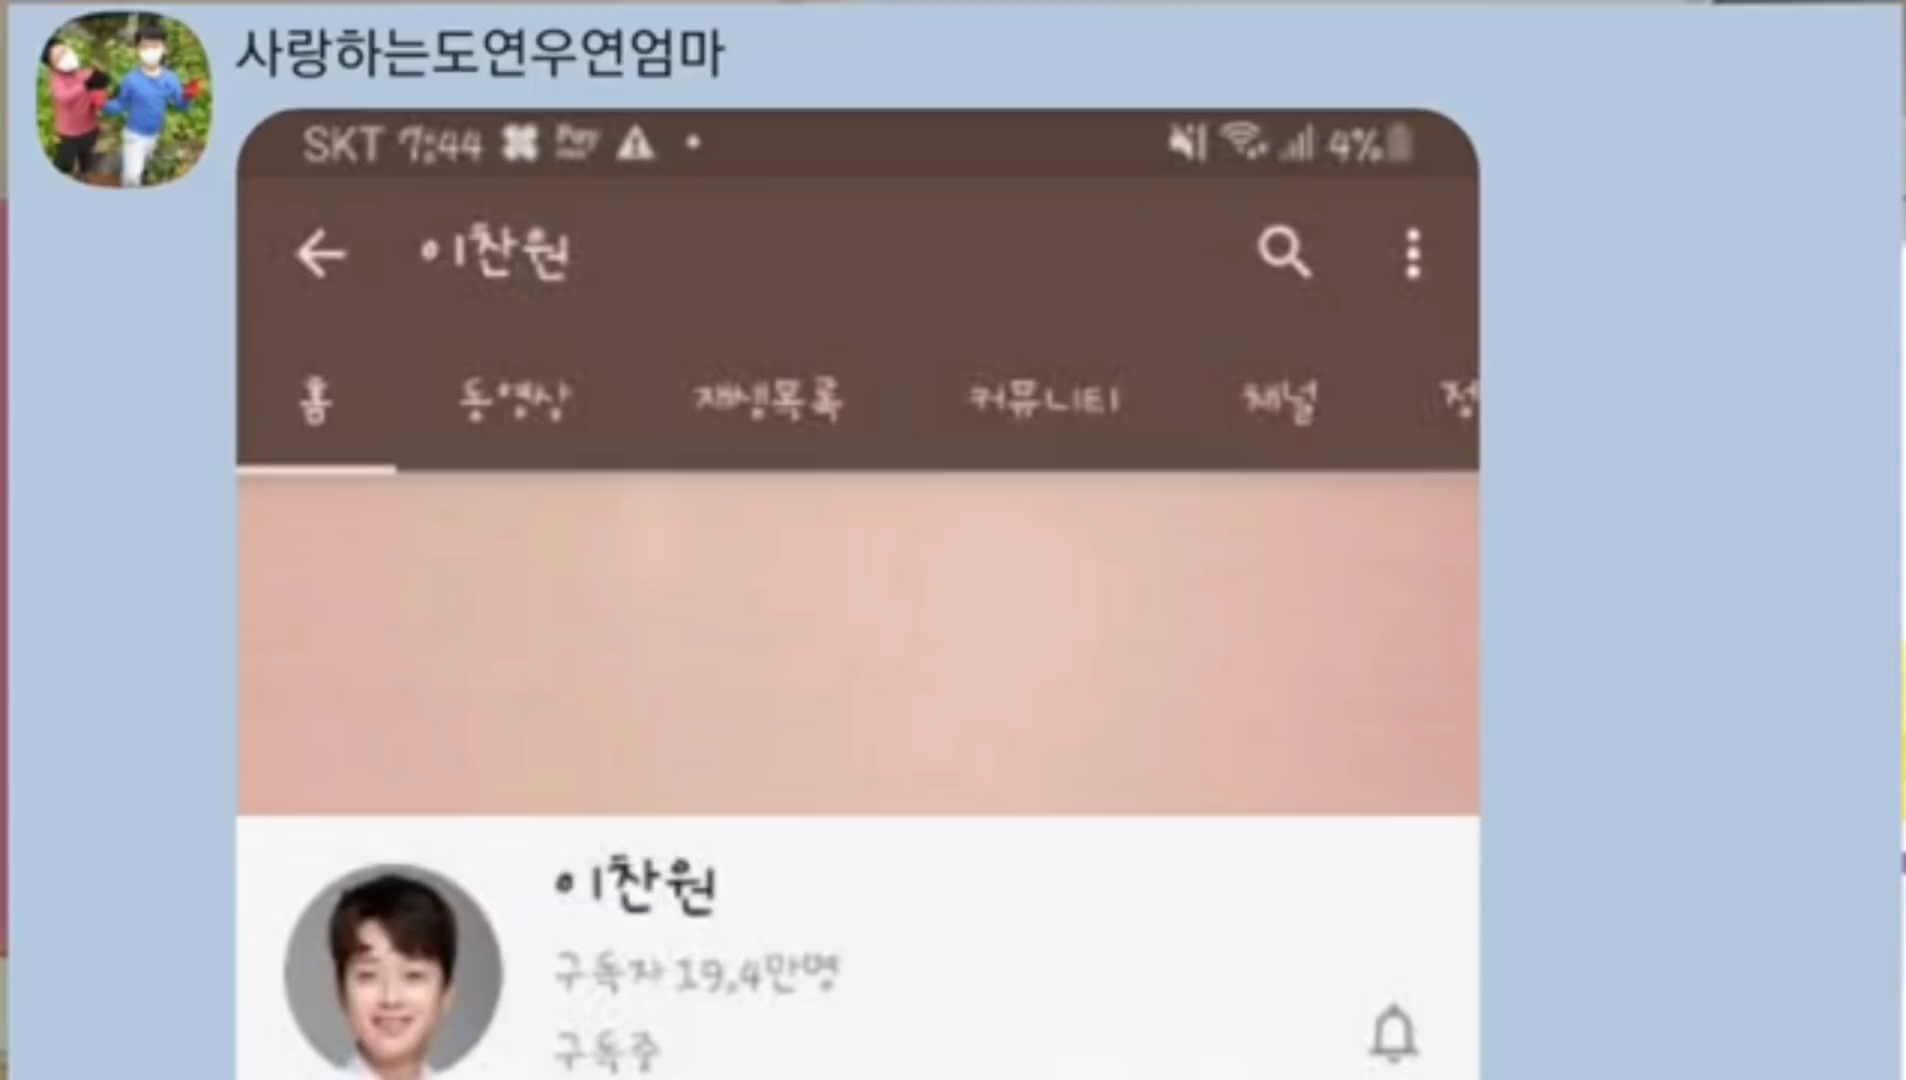 사랑하는도연우연엄마
SKT 7:44 Pay 4%
이찬원
홈 동영상 재생목록 커뮤니티 채널 정
이찬원
구독자 19.4만명
구독중